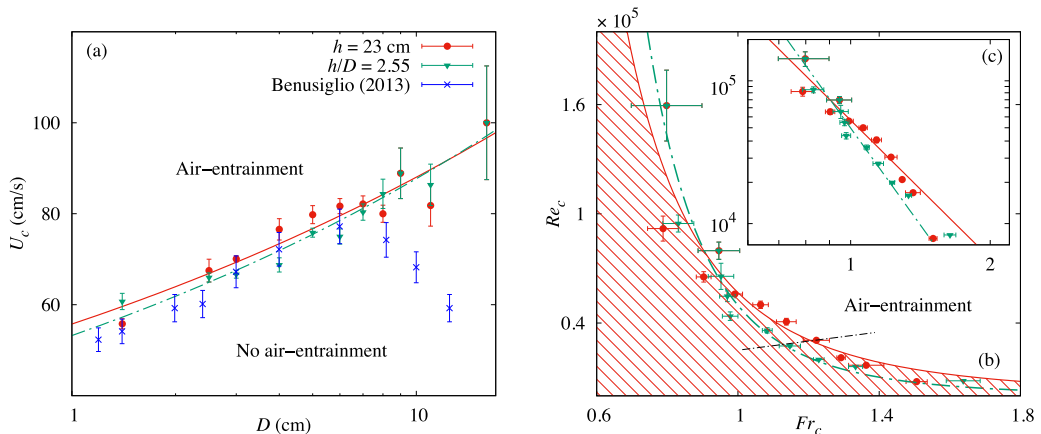 (a)
h = 23 cm
h/D = 2.55
Benusiglio (2013)
100
80
60
U_c (cm/s)
Air−entrainment
No air−entrainment
1
10
D (cm)
× 10^5
1.6
1
0.4
Re_c
(c)
10^5
10^4
1
2
Air−entrainment
(b)
0.6
1
1.4
1.8
Fr_c